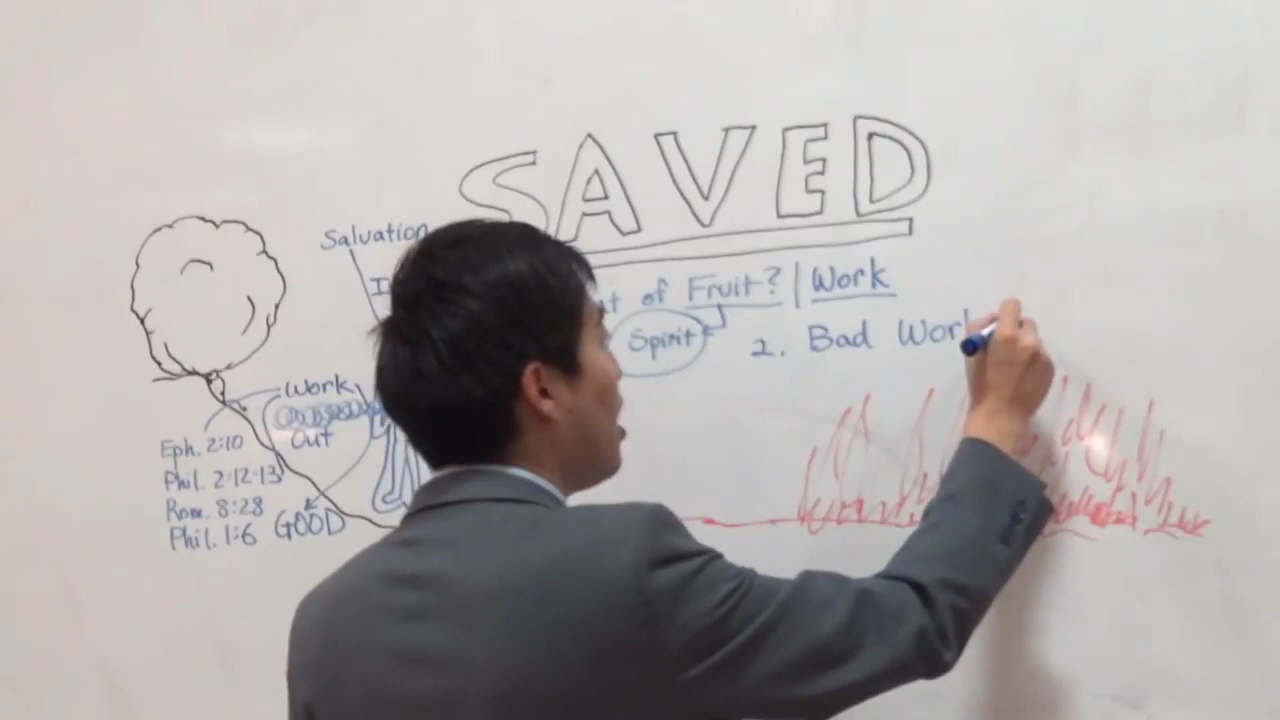 SAVED
Salvation
of Fruit? | Work
Spirit
2. Bad Work
Work
Out
Eph. 2:10
Phil. 2:12-13
Rom. 8:28
GOOD
Phil. 1:6